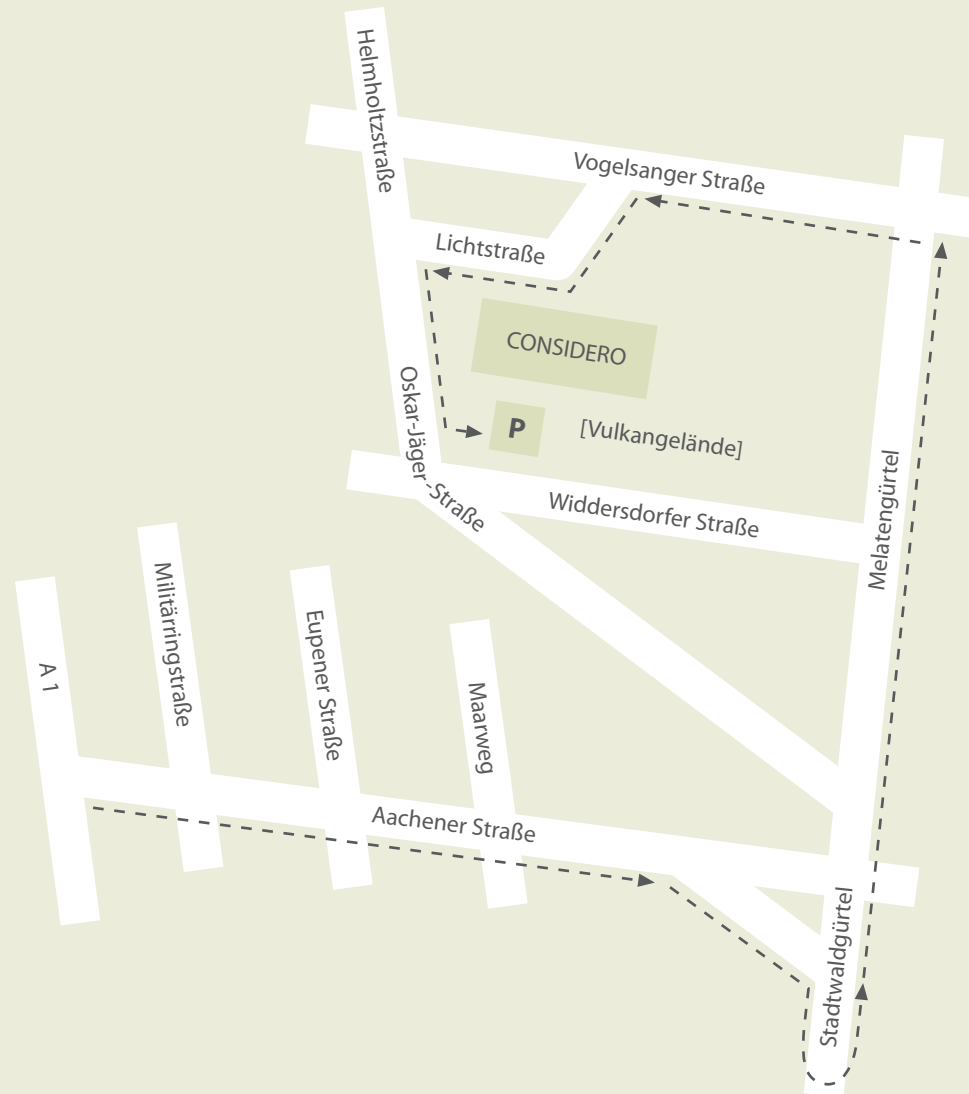 Helmholtzstraße
Vogelsanger Straße
Lichtstraße
CONSIDERO
P
[Vulkangelände]
Oskar-Jäger-Straße
Widdersdorfer Straße
Melatengürtel
A 1
Militärringstraße
Eupener Straße
Maarweg
Aachener Straße
Stadtwaldgürtel